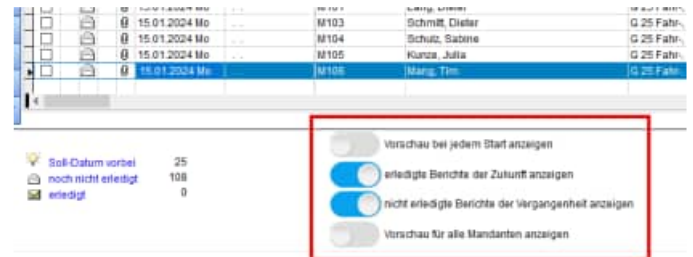 15.01.2024 Mo . . M103 Schmitt, Dieter G 25 Fahr-,
15.01.2024 Mo . . M104 Schulz, Sabine G 25 Fahr-,
15.01.2024 Mo . . M105 Kunze, Julia G 25 Fahr-,
15.01.2024 Mo . . M106 Mang, Tim G 25 Fahr-,
Vorschau bei jedem Start anzeigen
Soll-Datum vorbei 25
erledigte Berichte der Zukunft anzeigen
noch nicht erledigt 108
erledigt 0
nicht erledigte Berichte der Vergangenheit anzeigen
Vorschau für alle Mandanten anzeigen